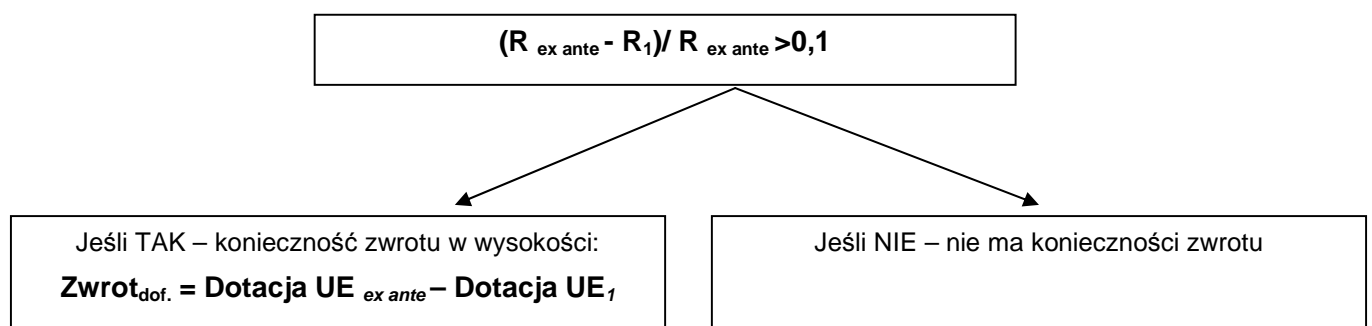 (R ex ante - R1)/ R ex ante >0,1
Jeśli TAK – konieczność zwrotu w wysokości:
Zwrotdof. = Dotacja UE ex ante – Dotacja UE1
Jeśli NIE – nie ma konieczności zwrotu